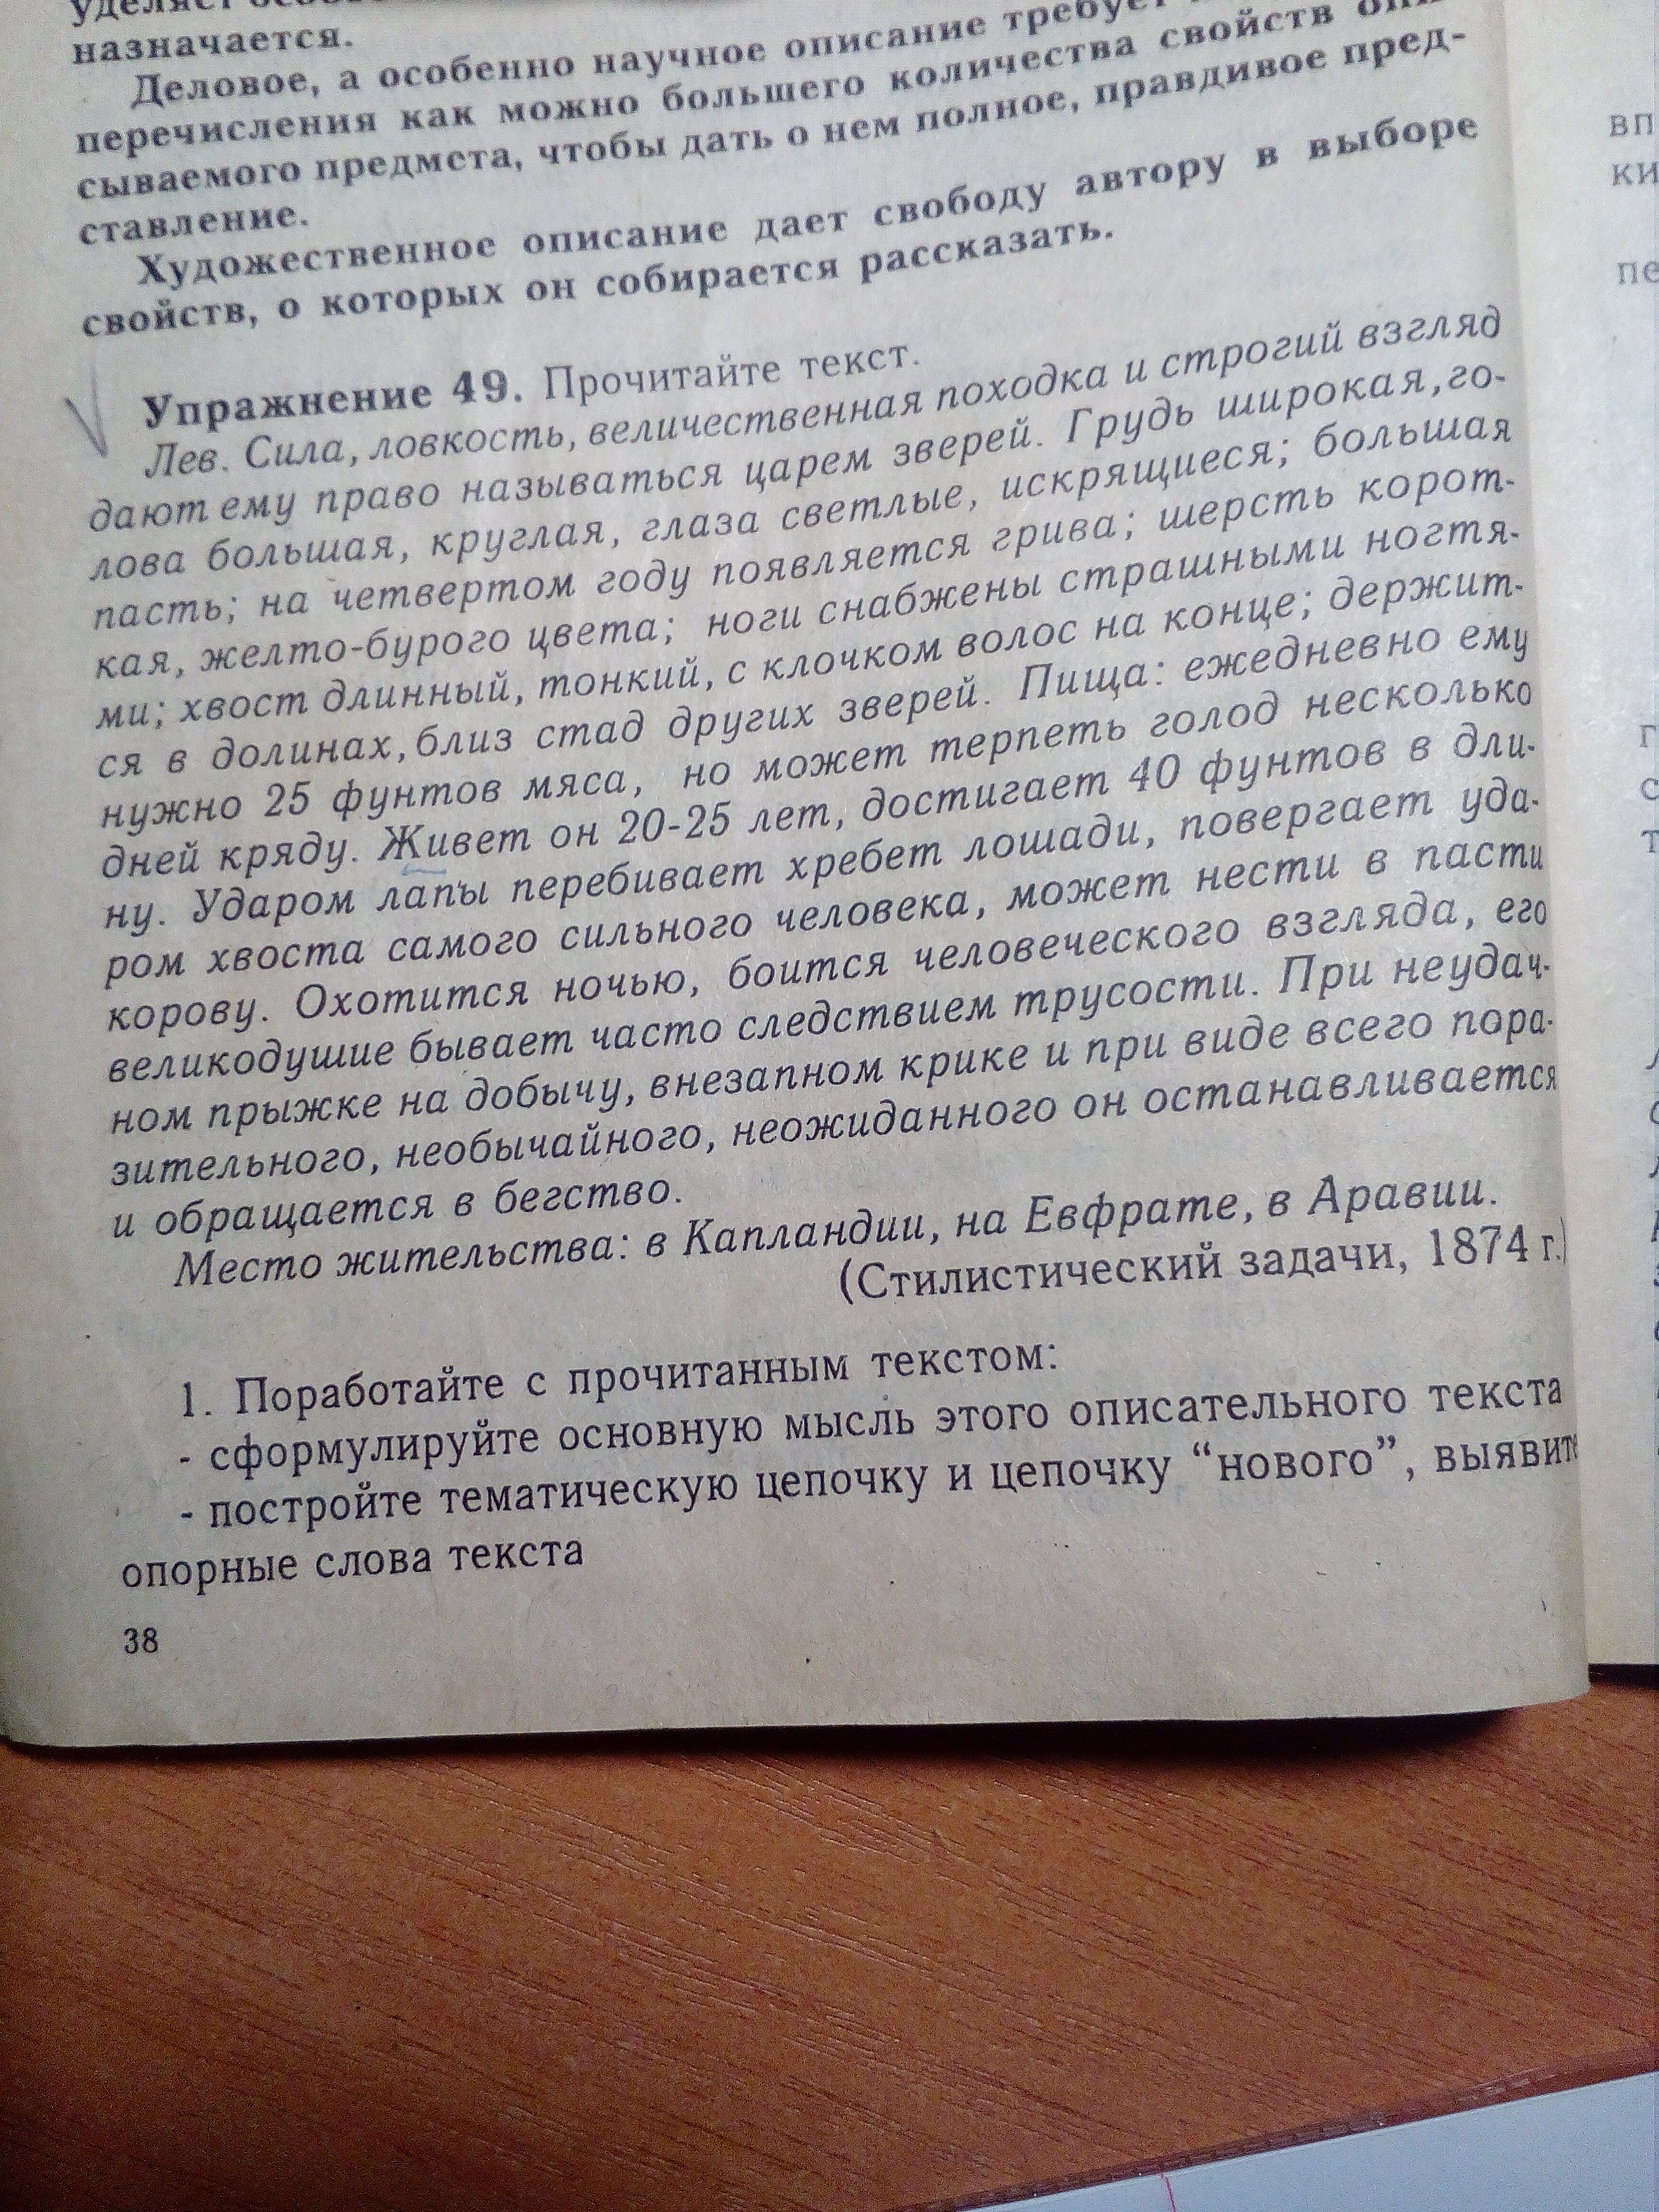 назначается.
Деловое, а особенно научное описание
перечисления как можно большего количества свойств
сываемого предмета, чтобы дать о нем полное, правдивое пред-
ставление.
Художественное описание дает свободу автору в выборе
свойств, о которых он собирается рассказать.
Упражнение 49. Прочитайте текст.
Лев. Сила, ловкость, величественная походка и строгий взгляд
дают ему право называться царем зверей. Грудь широкая, го-
лова большая, круглая, глаза светлые, искрящиеся; большая
пасть; на четвертом году появляется грива; шерсть корот-
кая, желто-бурого цвета; ноги снабжены страшными ногтя-
ми; хвост длинный, тонкий, с клочком волос на конце; держит-
ся в долинах, близ стад других зверей. Пища: ежедневно ему
нужно 25 фунтов мяса, но может терпеть голод несколько
дней кряду. Живет он 20-25 лет, достигает 40 фунтов в дли-
ну. Ударом лапы перебивает хребет лошади, повергает уда-
ром хвоста самого сильного человека, может нести в пасти
корову. Охотится ночью, боится человеческого взгляда, его
великодушие бывает часто следствием трусости. При неудач-
ном прыжке на добычу, внезапном крике и при виде всего пора-
зительного, необычайного, неожиданного он останавливается
и обращается в бегство.
Место жительства: в Капландии, на Евфрате, в Аравии.
(Стилистический задачи, 1874 г.)
1. Поработайте с прочитанным текстом:
- сформулируйте основную мысль этого описательного текста
- постройте тематическую цепочку и цепочку “нового”, выявите
опорные слова текста
38